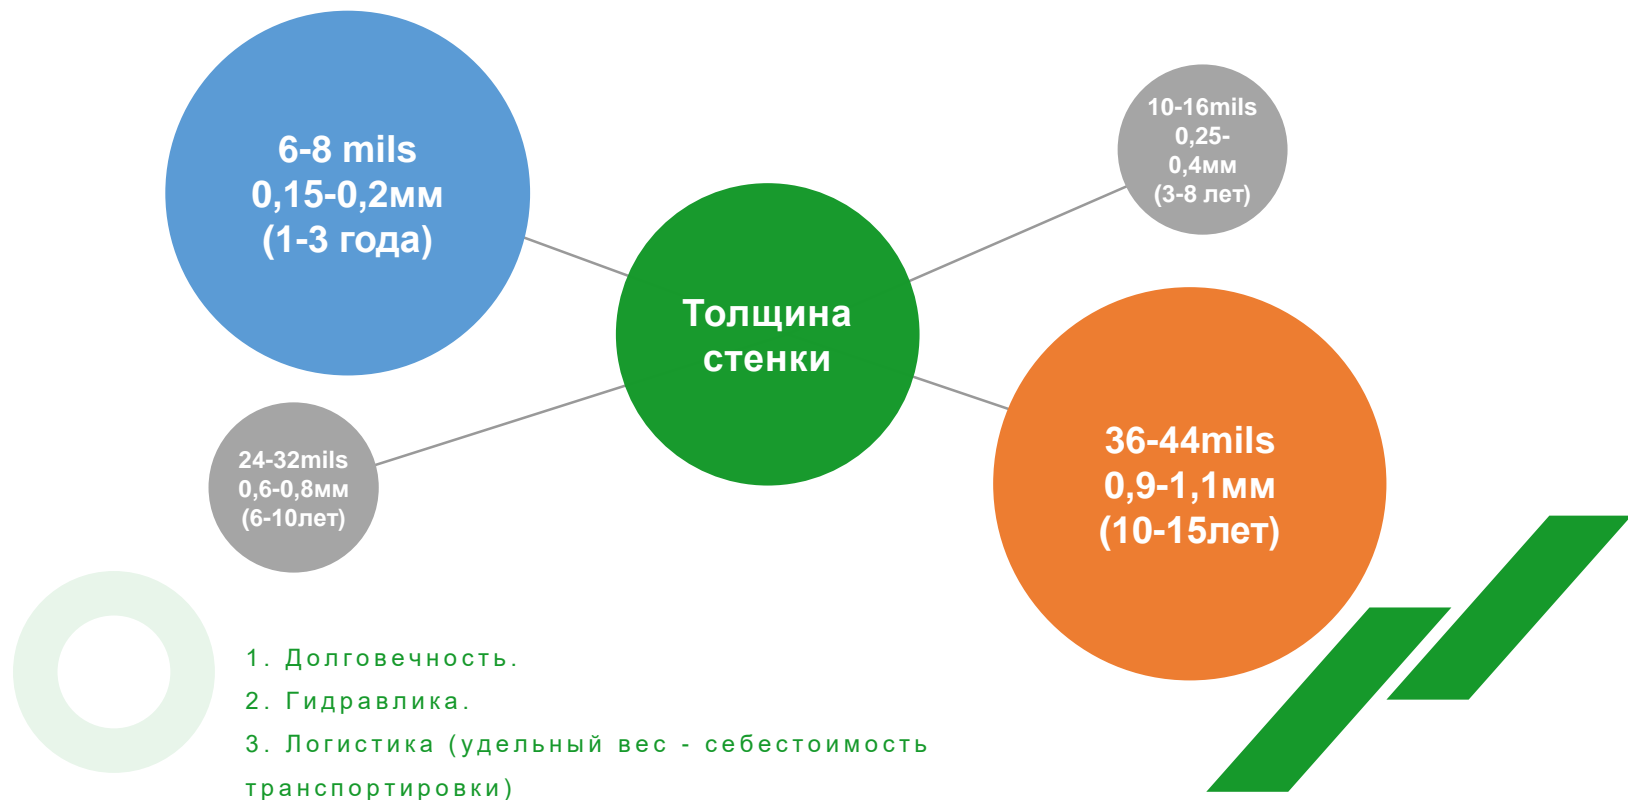 6-8 mils
0,15-0,2мм
(1-3 года)
10-16mils
0,25-
0,4мм
(3-8 лет)
Толщина
стенки
24-32mils
0,6-0,8мм
(6-10лет)
36-44mils
0,9-1,1мм
(10-15лет)
1. Долговечность.
2. Гидравлика.
3. Логистика (удельный вес - себестоимость
транспортировки)